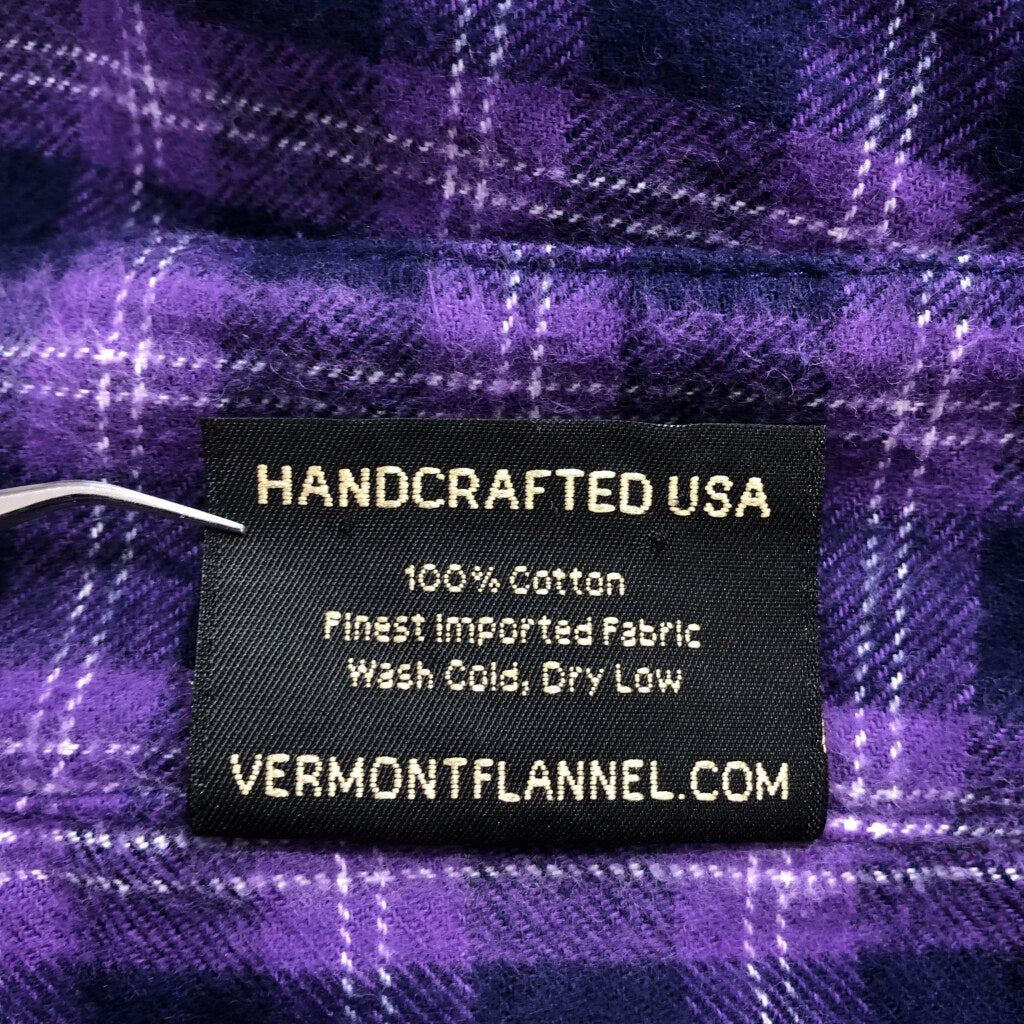 HANDCRAFTED USA
100% Cotton
Finest Imported Fabric
Wash Cold, Dry Low
VERMONTFLANNEL.COM